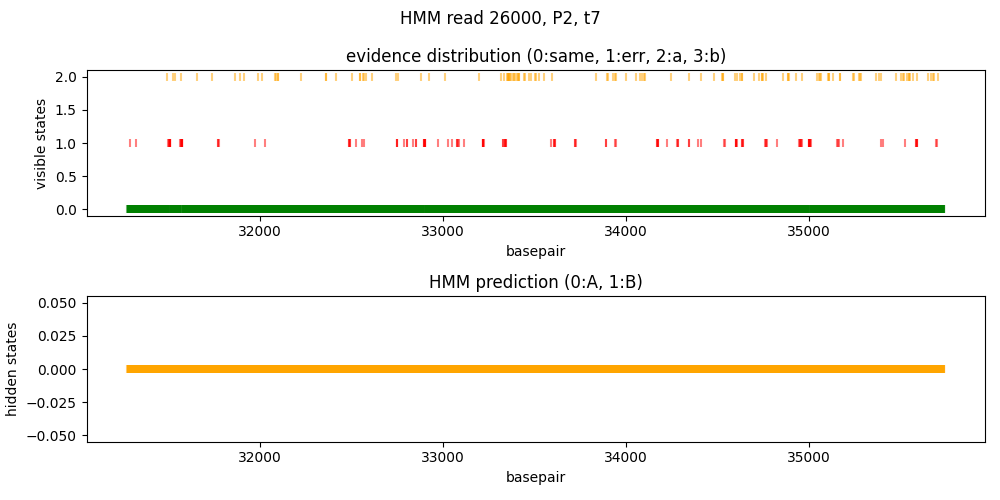 HMM read 26000, P2, t7
evidence distribution (0:same, 1:err, 2:a, 3:b)
visible states
2.0
1.5
1.0
0.5
0.0
32000 33000 34000 35000
basepair
HMM prediction (0:A, 1:B)
hidden states
0.050
0.025
0.000
−0.025
−0.050
32000 33000 34000 35000
basepair